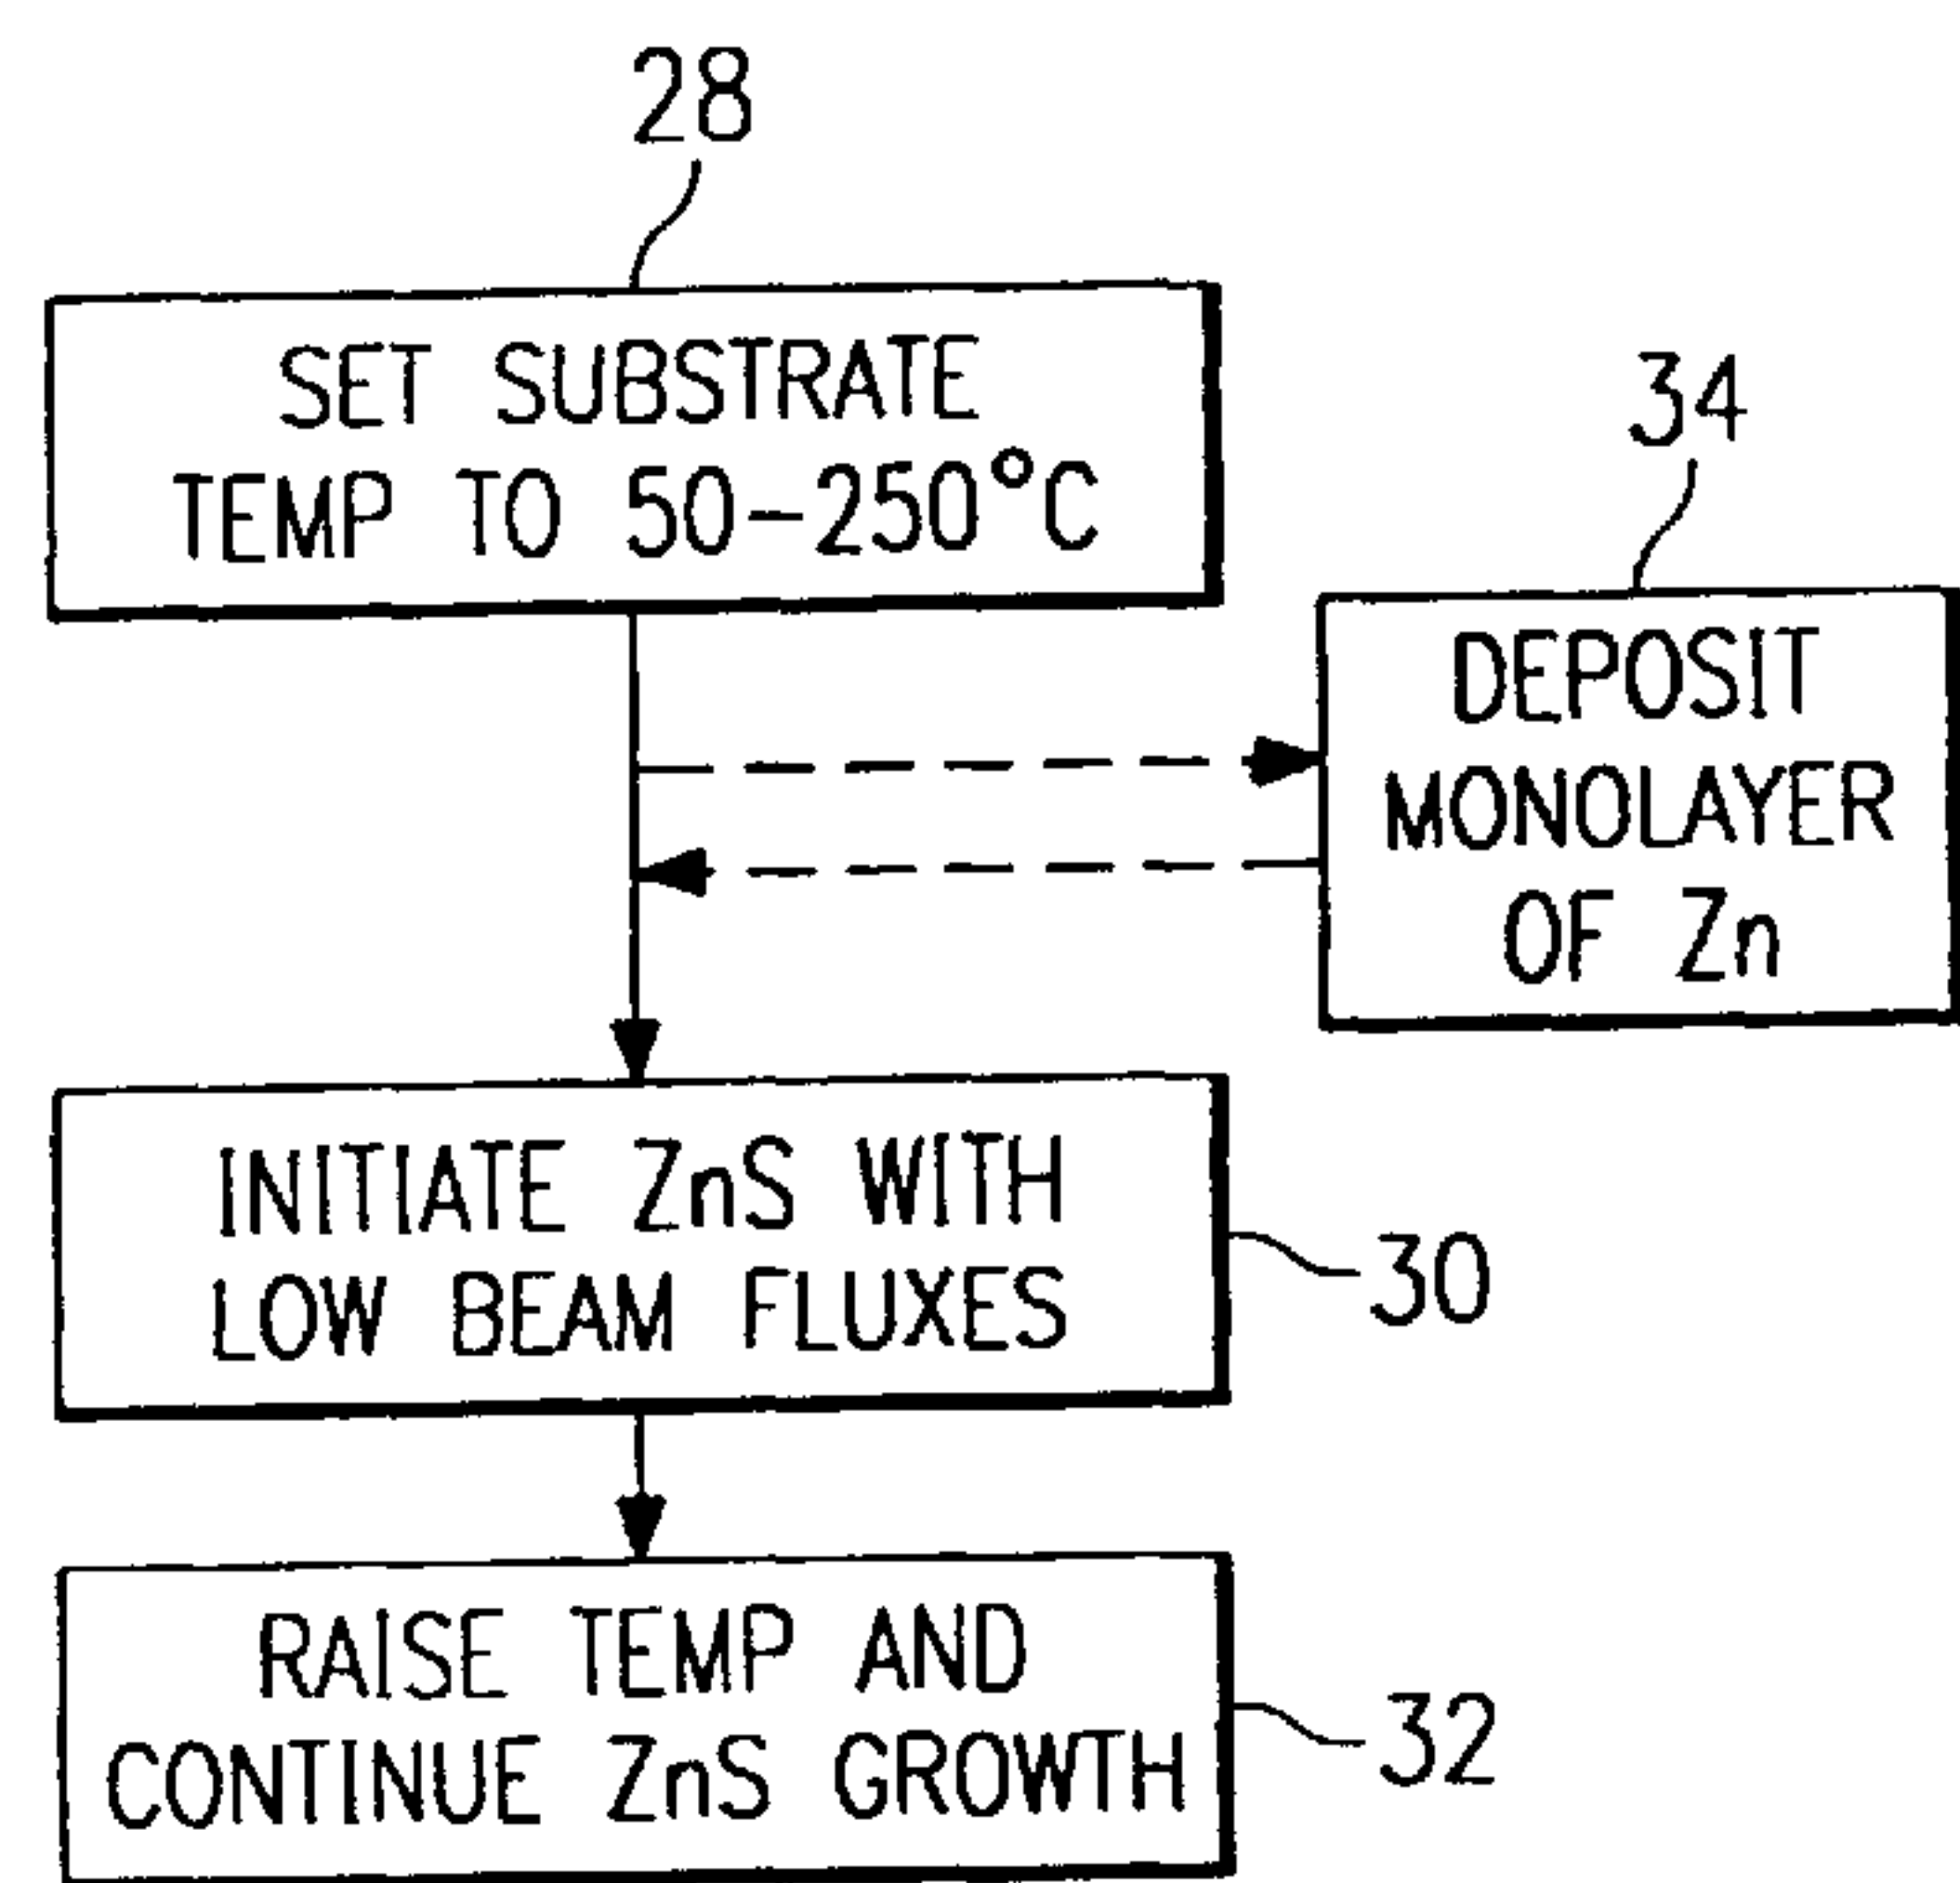 28
SET SUBSTRATE
TEMP TO 50-250°C
34
DEPOSIT
MONOLAYER
OF Zn
INITIATE ZnS WITH
LOW BEAM FLUXES
30
RAISE TEMP AND
CONTINUE ZnS GROWTH
32